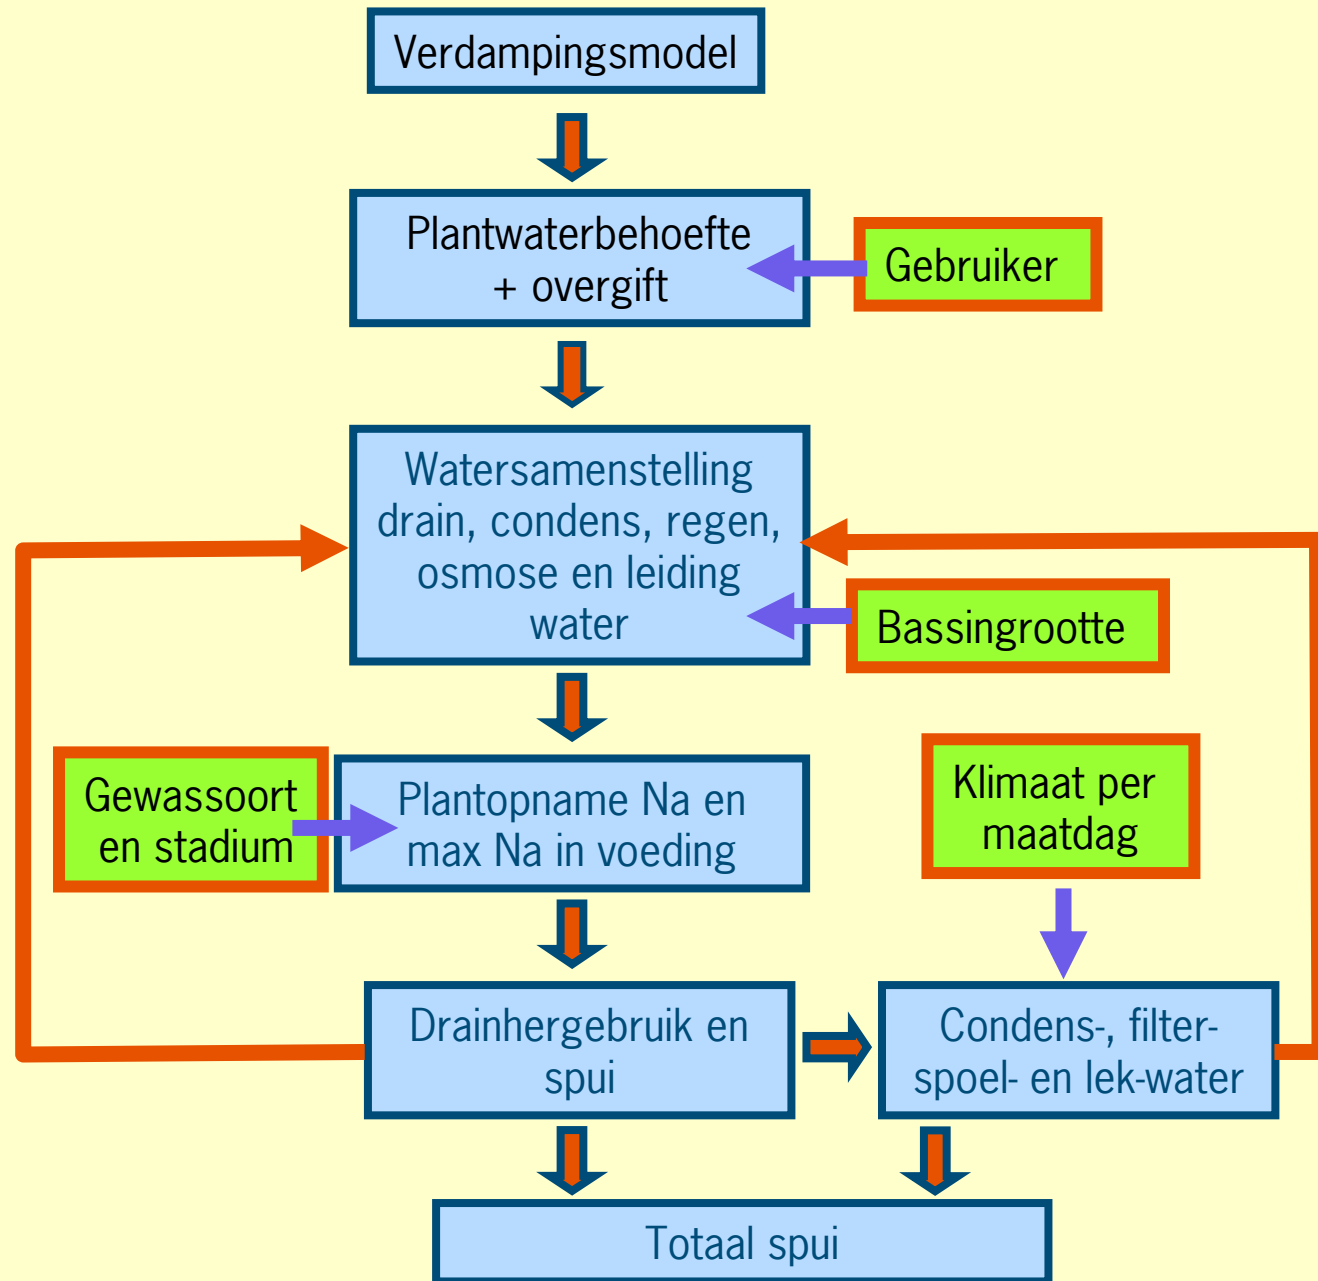 Verdampingsmodel
Plantwaterbehoefte
+ overgift
Gebruiker
Watersamenstelling
drain, condens, regen,
osmose en leiding
water
Bassingrootte
Gewassoort
en stadium
Plantopname Na en
max Na in voeding
Klimaat per
maatdag
Drainhergebruik en
spui
Condens-, filter-
spoel- en lek-water
Totaal spui